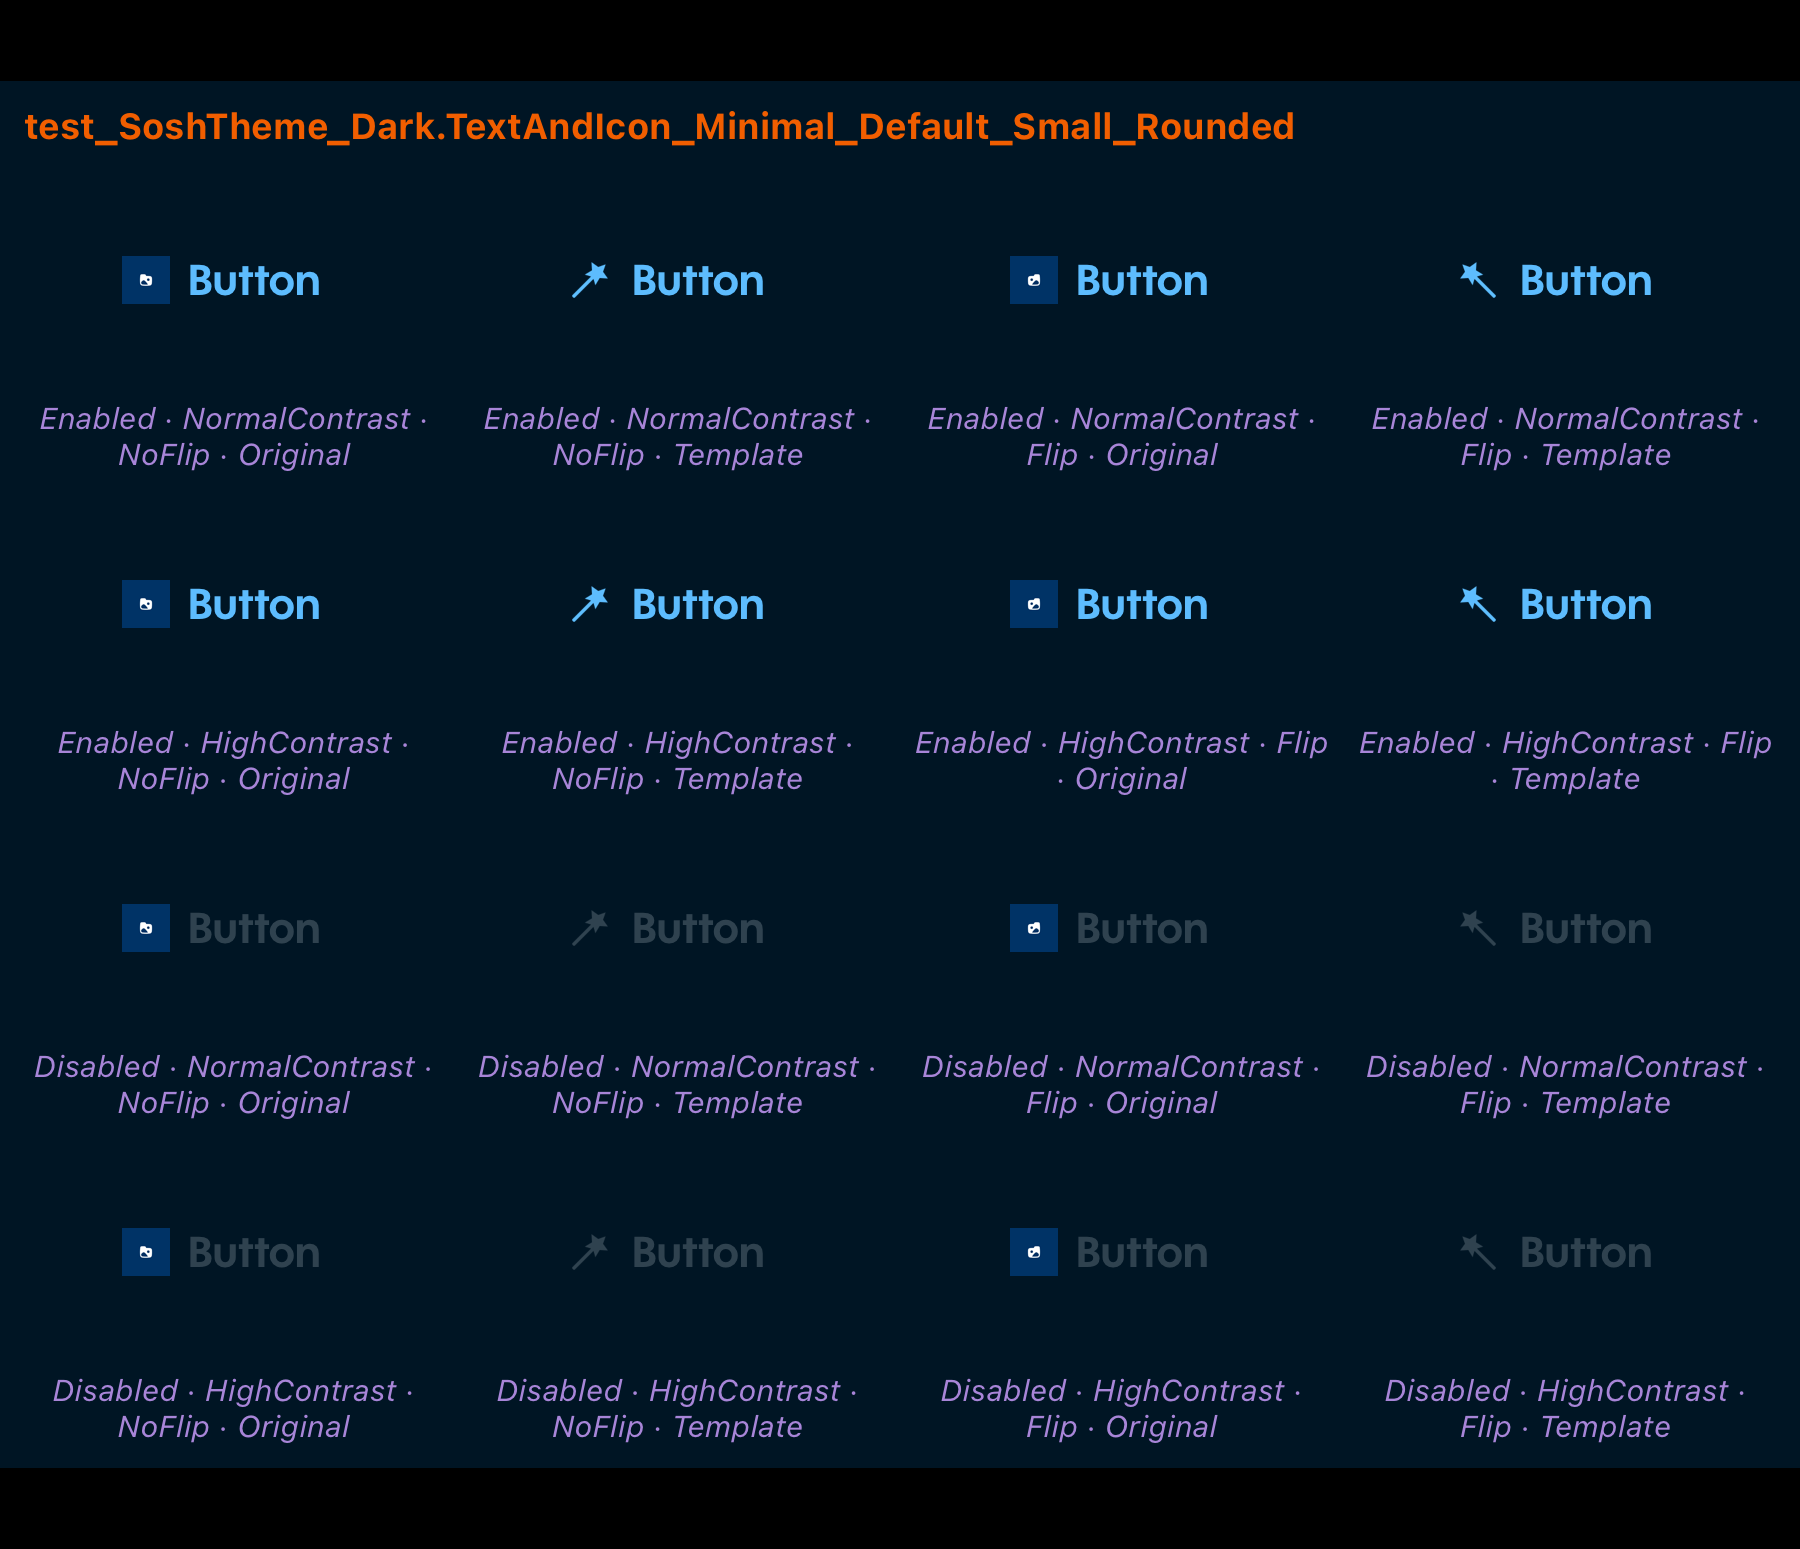 test_SoshTheme_Dark.TextAndIcon_Minimal_Default_Small_Rounded
Button
Button
Button
Button
Enabled · NormalContrast ·
NoFlip · Original
Enabled · NormalContrast ·
NoFlip · Template
Enabled · NormalContrast ·
Flip · Original
Enabled · NormalContrast ·
Flip · Template
Button
Button
Button
Button
Enabled · HighContrast ·
NoFlip · Original
Enabled · HighContrast ·
NoFlip · Template
Enabled · HighContrast · Flip
· Original
Enabled · HighContrast · Flip
· Template
Button
Button
Button
Button
Disabled · NormalContrast ·
NoFlip · Original
Disabled · NormalContrast ·
NoFlip · Template
Disabled · NormalContrast ·
Flip · Original
Disabled · NormalContrast ·
Flip · Template
Button
Button
Button
Button
Disabled · HighContrast ·
NoFlip · Original
Disabled · HighContrast ·
NoFlip · Template
Disabled · HighContrast ·
Flip · Original
Disabled · HighContrast ·
Flip · Template